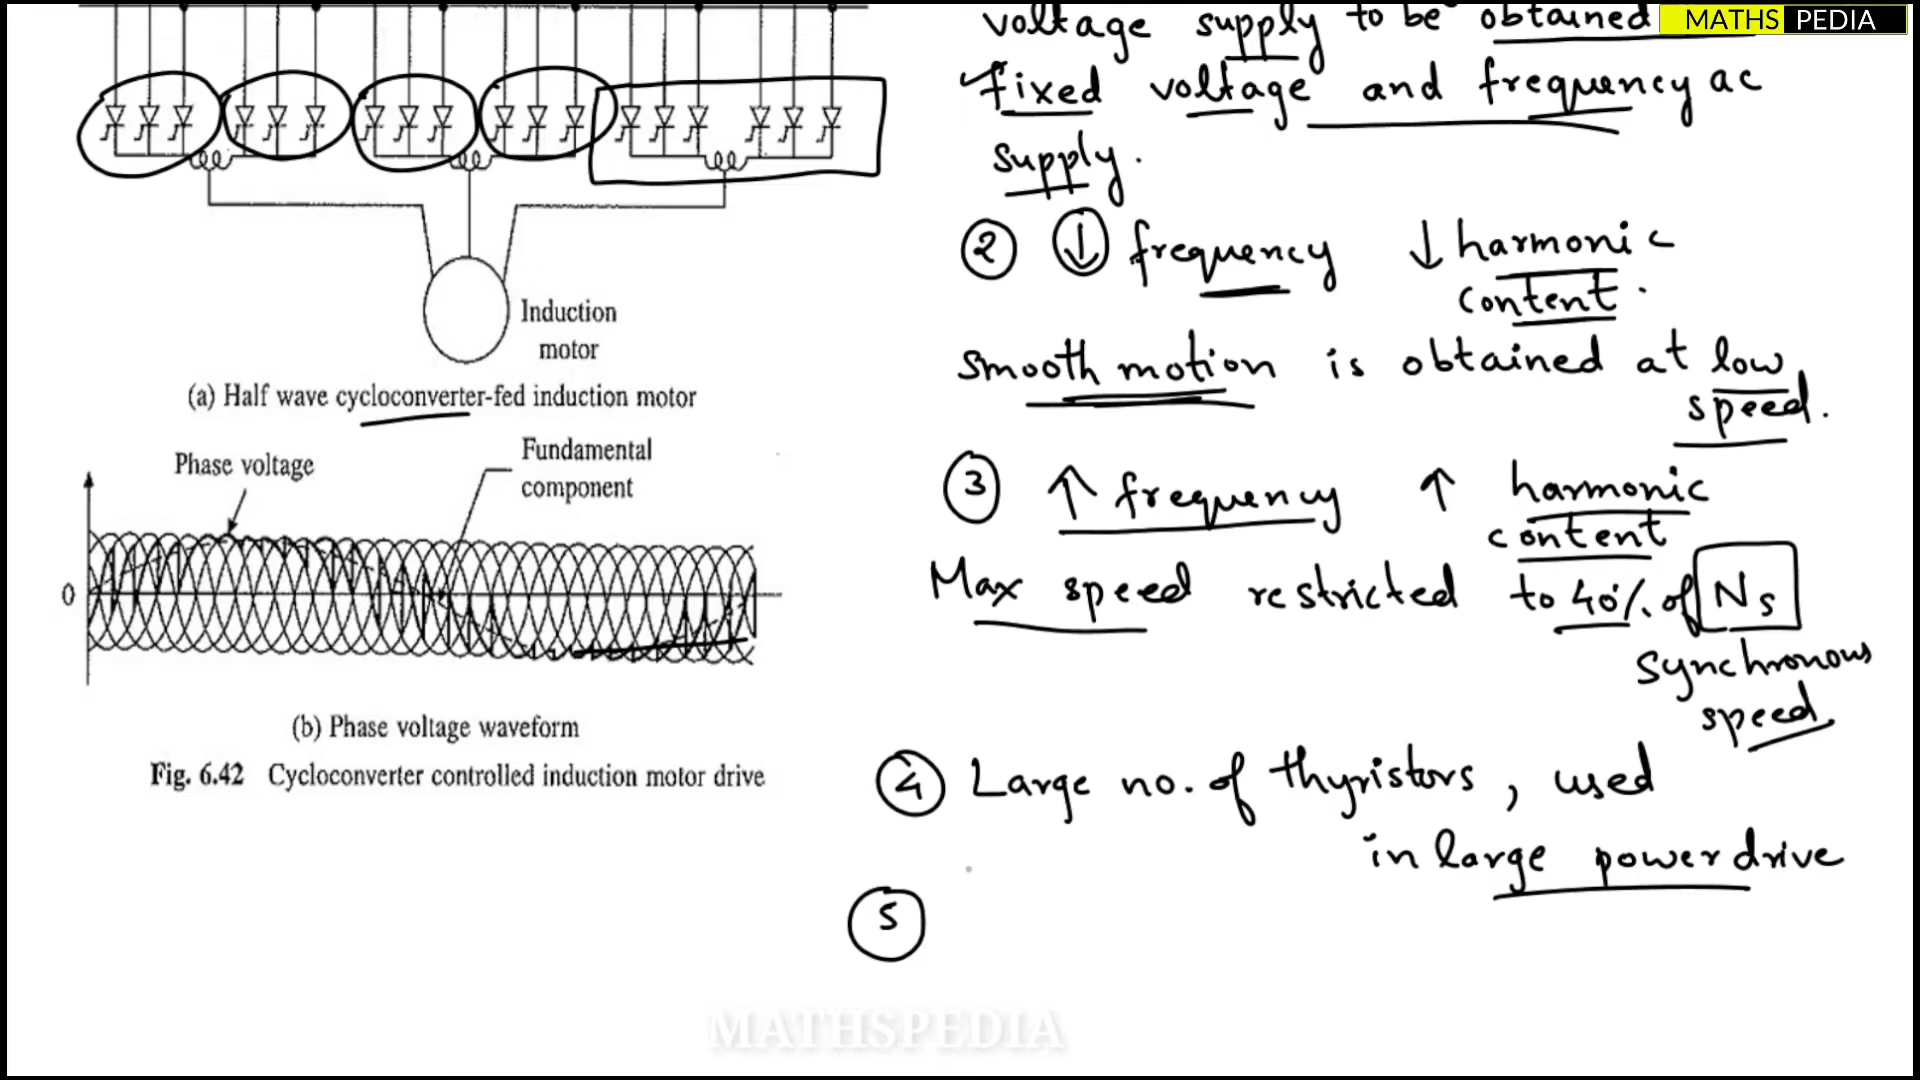 Induction
motor
(a) Half wave cycloconverter-fed induction motor
Phase voltage
Fundamental
component
0
(b) Phase voltage waveform
Fig. 6.42 Cycloconverter controlled induction motor drive
MATHS PEDIA
voltage supply to be obtained
fixed voltage and frequency ac
supply.
② ↓ frequency ↓ harmonic
content.
smooth motion is obtained at low
speed.
③ ↑ frequency ↑ harmonic
content
Max speed restricted to 40% of Ns
synchronous
speed
④ Large no. of thyristors, used
in large power drive
⑤
MATHSPEDIA